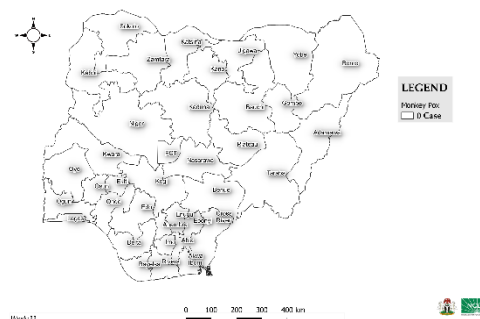 Sokoto
Katsina
Jigawa
Yobe
Borno
Zamfara
Kano
Kebbi
Kaduna
Bauchi
Gombe
Niger
Adamawa
Plateau
Kwara
FCT
Nasarawa
Oyo
Taraba
Ekiti
Kogi
Osun
Benue
Ogun
Ondo
Edo
Enugu
Lagos
Ebonyi
Cross
River
Anambra
Delta
Imo
Abia
Akwa
Ibom
Rivers
Bayelsa
LEGEND
Monkey Pox
0 Case
0 100 200 300 400 km